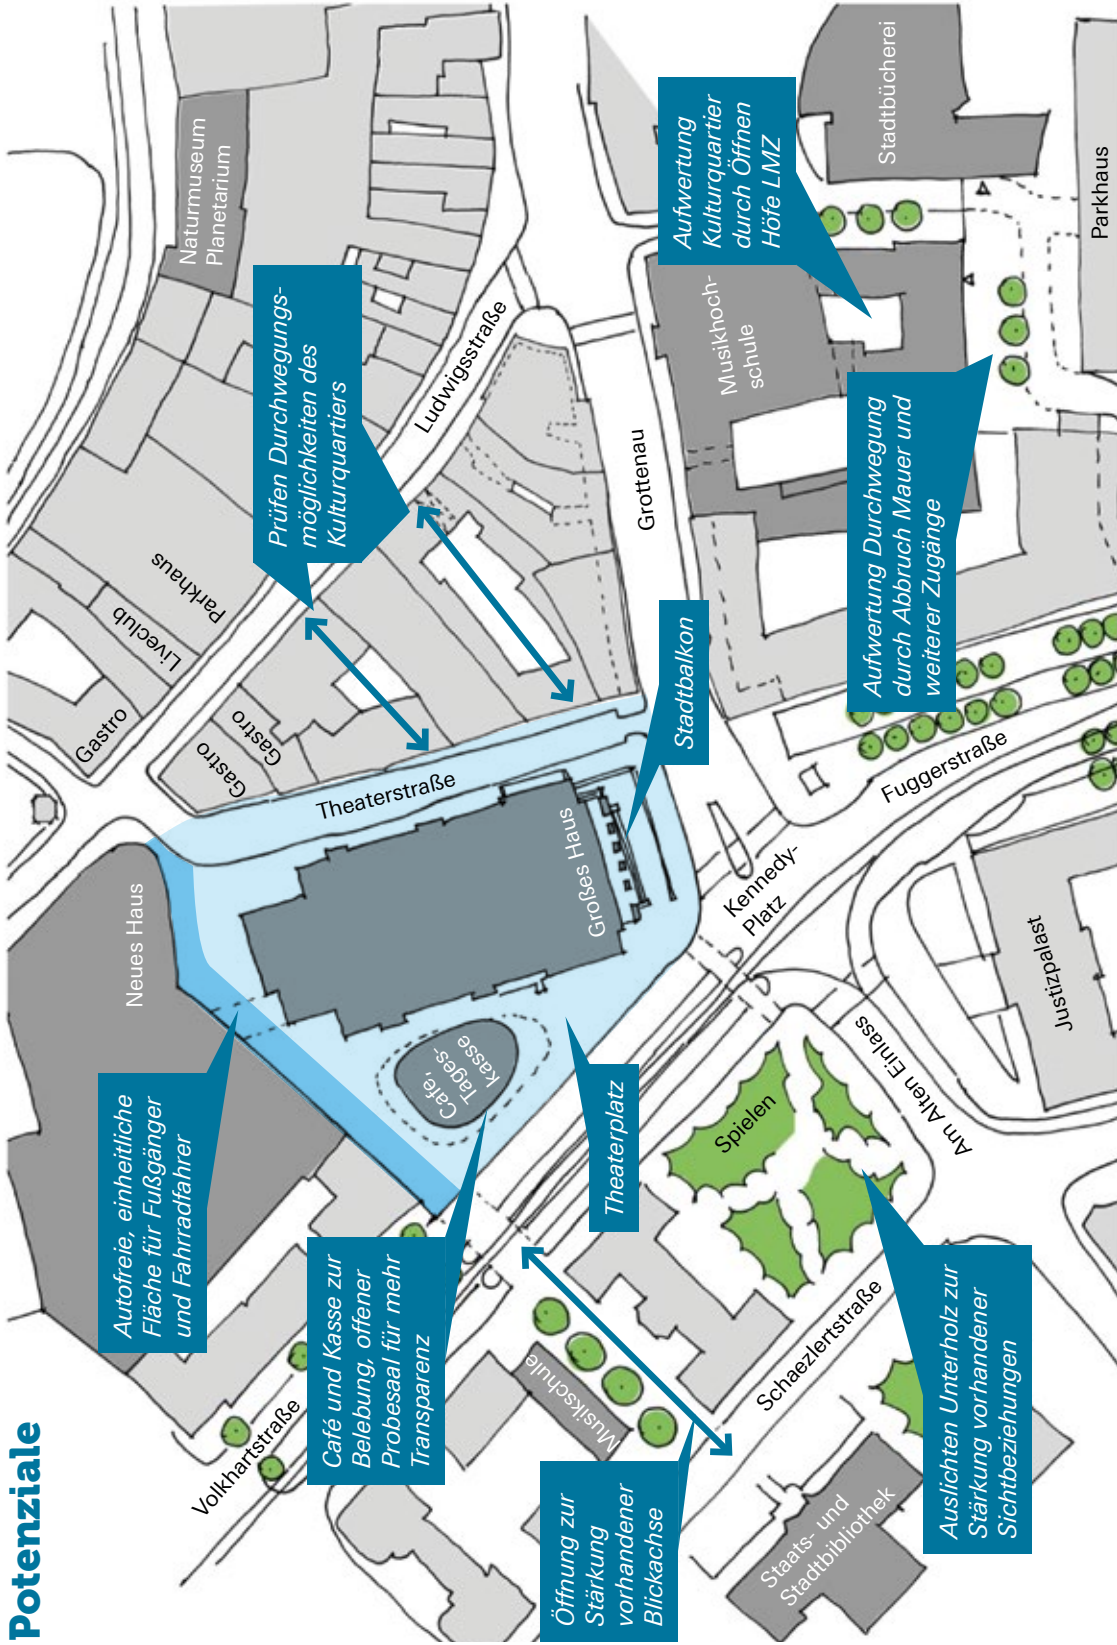 Potenziale
Naturmuseum
Planetarium
Prüfen Durchwegungs-
möglichkeiten des
Kulturquartiers
Aufwertung
Kulturquartier
durch Öffnen
Höfe LMZ
Stadtbücherei
Parkhaus
Musikhoch-
schule
Ludwigsstraße
Grottenau
Aufwertung Durchwegung
durch Abbruch Mauer und
weiterer Zugänge
Parkhaus
Liveclub
Gastro
Gastro
Gastro
Theaterstraße
Stadtbalkon
Fuggerstraße
Neues Haus
Großes Haus
Kennedy-
Platz
Justizpalast
Autofreie, einheitliche
Fläche für Fußgänger
und Fahrradfahrer
Café,
Tages-
kasse
Theaterplatz
Spielen
Am Alten Einlass
Café und Kasse zur
Belebung, offener
Probesaal für mehr
Transparenz
Volkhartstraße
Musikschule
Schaezlertstraße
Auslichten Unterholz zur
Stärkung vorhandener
Sichtbeziehungen
Öffnung zur
Stärkung
vorhandener
Blickachse
Staats- und
Stadtbibliothek